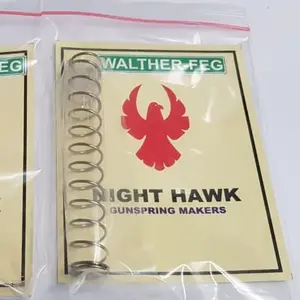 FEG
WALTHER-FEG
NIGHT HAWK
GUNSPRING MAKERS